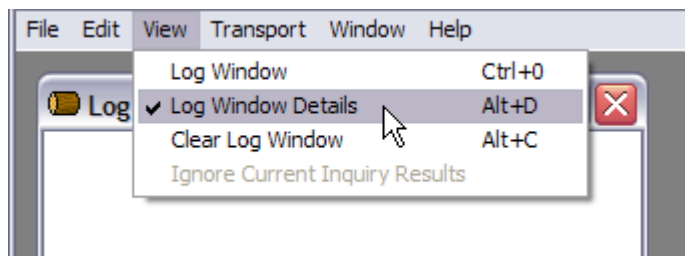 File Edit View Transport Window Help
Log Window Ctrl+0
Log
Log Window Details Alt+D
Clear Log Window Alt+C
Ignore Current Inquiry Results